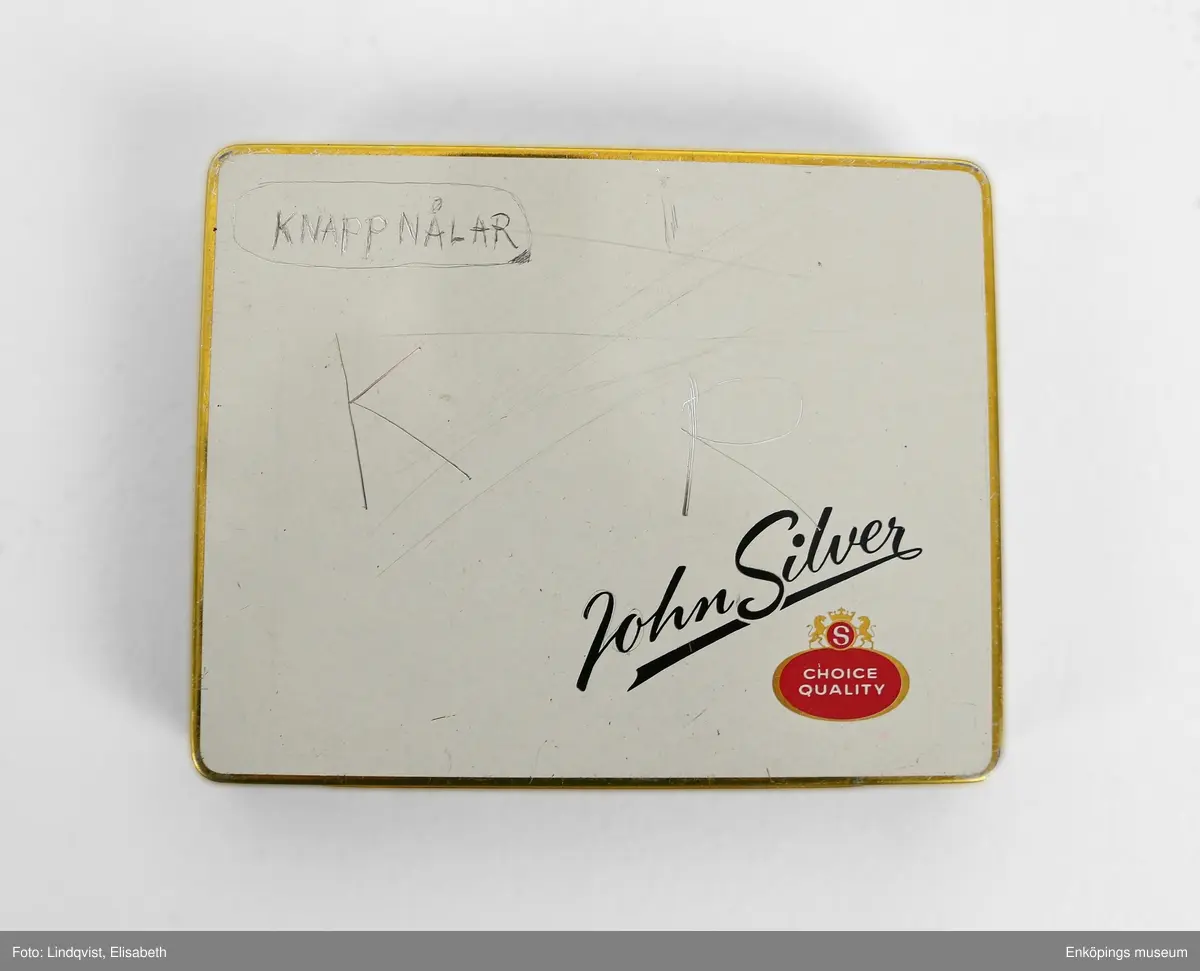 KNAPPNÅLAR
K R
John Silver
S
CHOICE
QUALITY
Foto: Lindqvist, Elisabeth
Enköpings museum